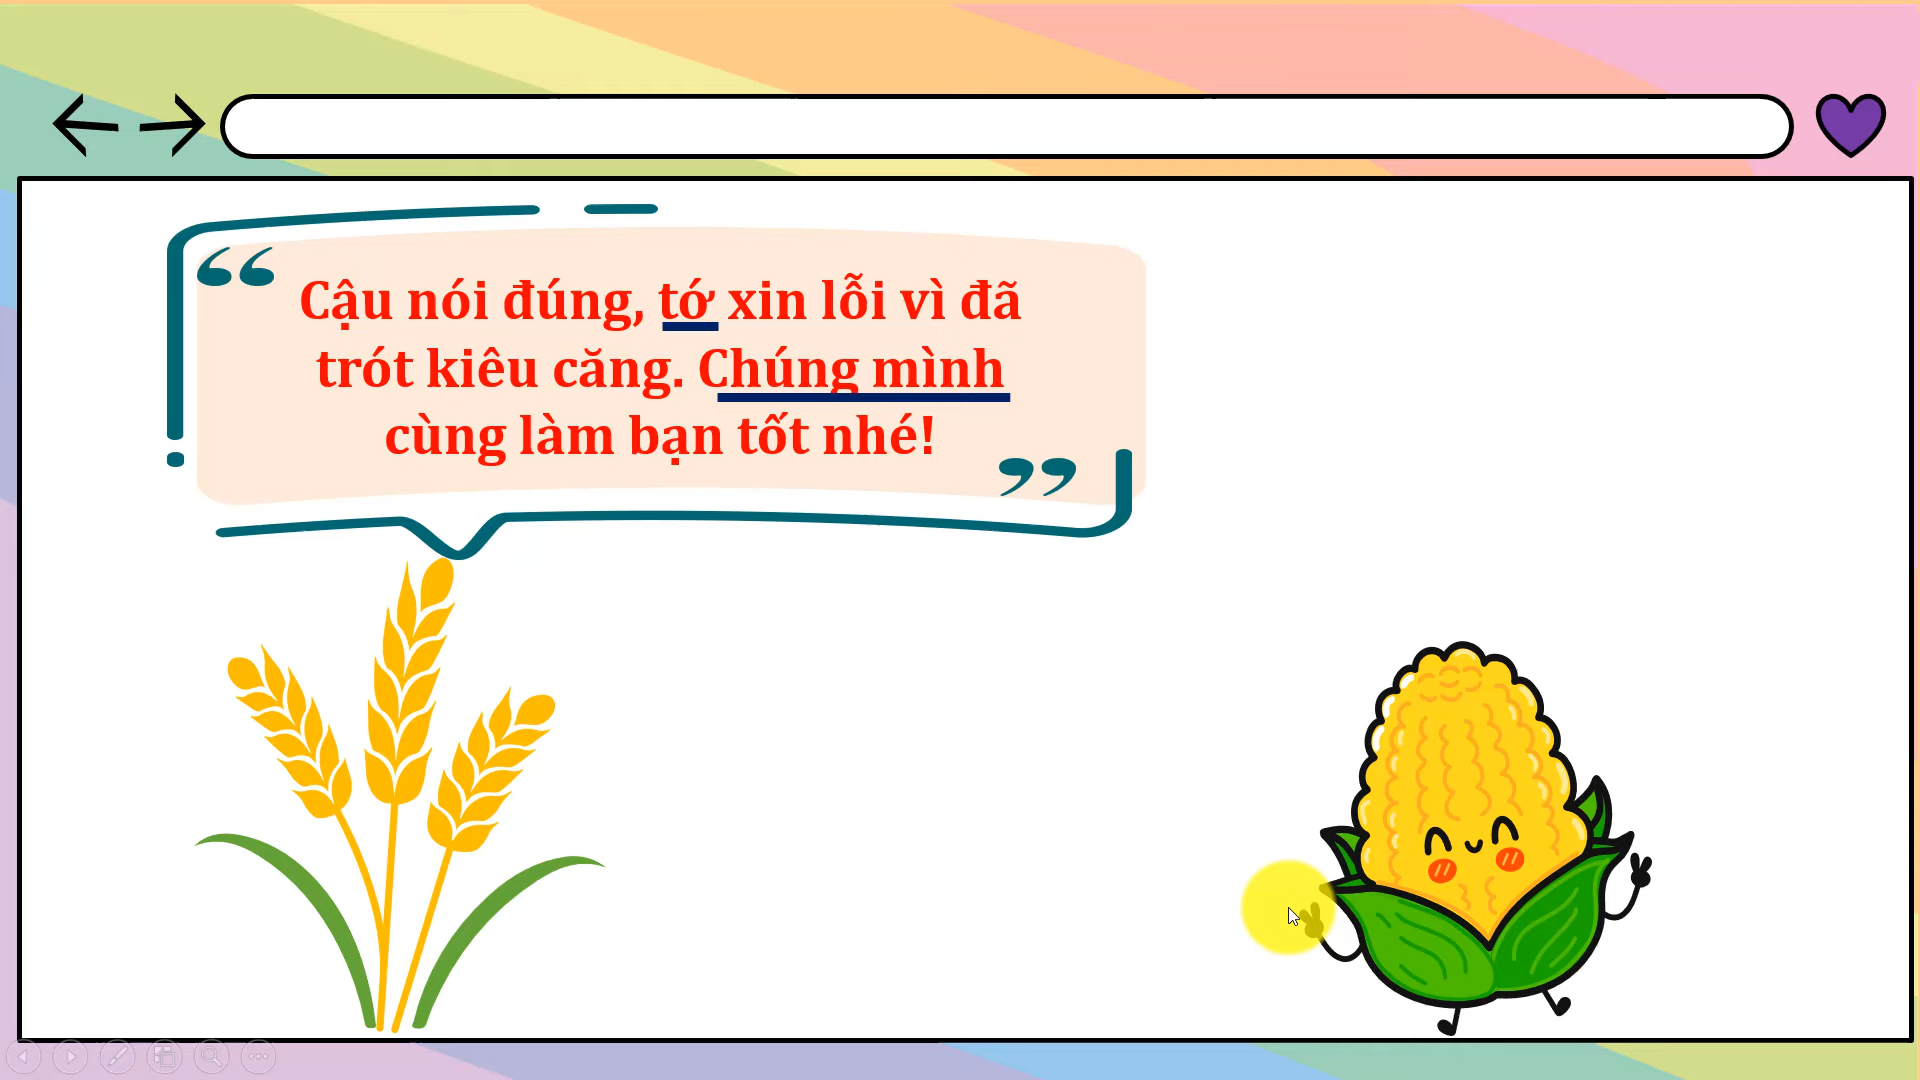 “Cậu nói đúng, tớ xin lỗi vì đã
trót kiêu căng. Chúng mình
cùng làm bạn tốt nhé!”